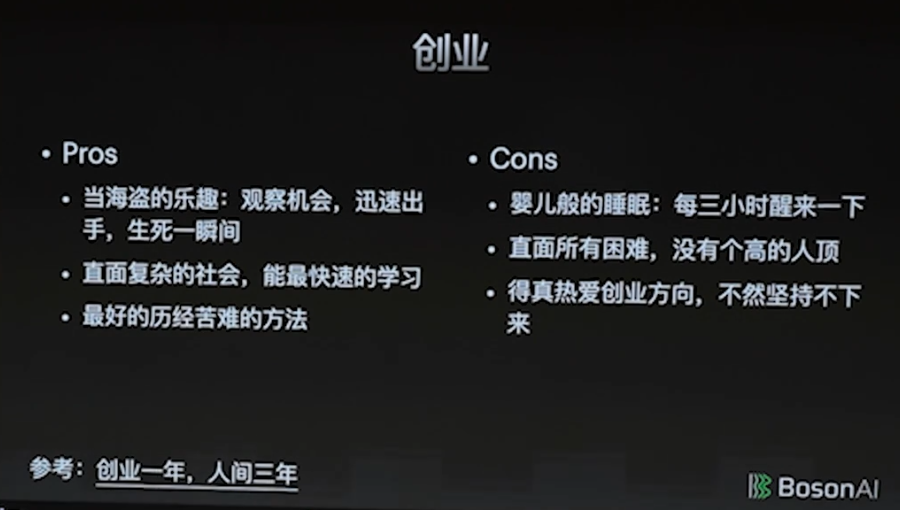 创业
• Pros
• 当海盗的乐趣：观察机会，迅速出
手，生死一瞬间
• 直面复杂的社会，能最快速的学习
• 最好的历经苦难的方法
• Cons
• 婴儿般的睡眠：每三小时醒来一下
• 直面所有困难，没有个高的人顶
• 得真热爱创业方向，不然坚持不下
来
参考：创业一年，人间三年
BosonAI